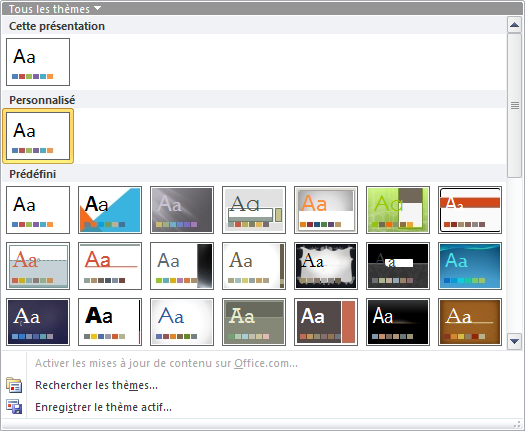 Tous les thèmes
Cette présentation
Aa
Personnalisé
Aa
Prédéfini
Aa Aa Aa Aa Aa Aa Aa
Aa Aa Aa Aa Aa Aa Aa
Aa Aa Aa Aa Aa Aa Aa
Activer les mises à jour de contenu sur Office.com...
Rechercher les thèmes...
Enregistrer le thème actif...